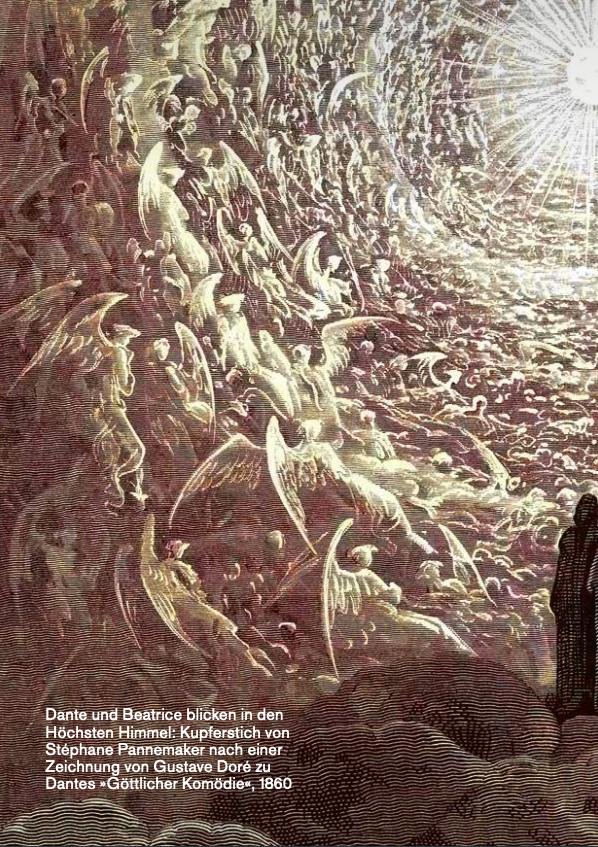 Dante und Beatrice blicken in den
Höchsten Himmel: Kupferstich von
Stéphane Pannemaker nach einer
Zeichnung von Gustave Doré zu
Dantes »Göttlicher Komödie«, 1860